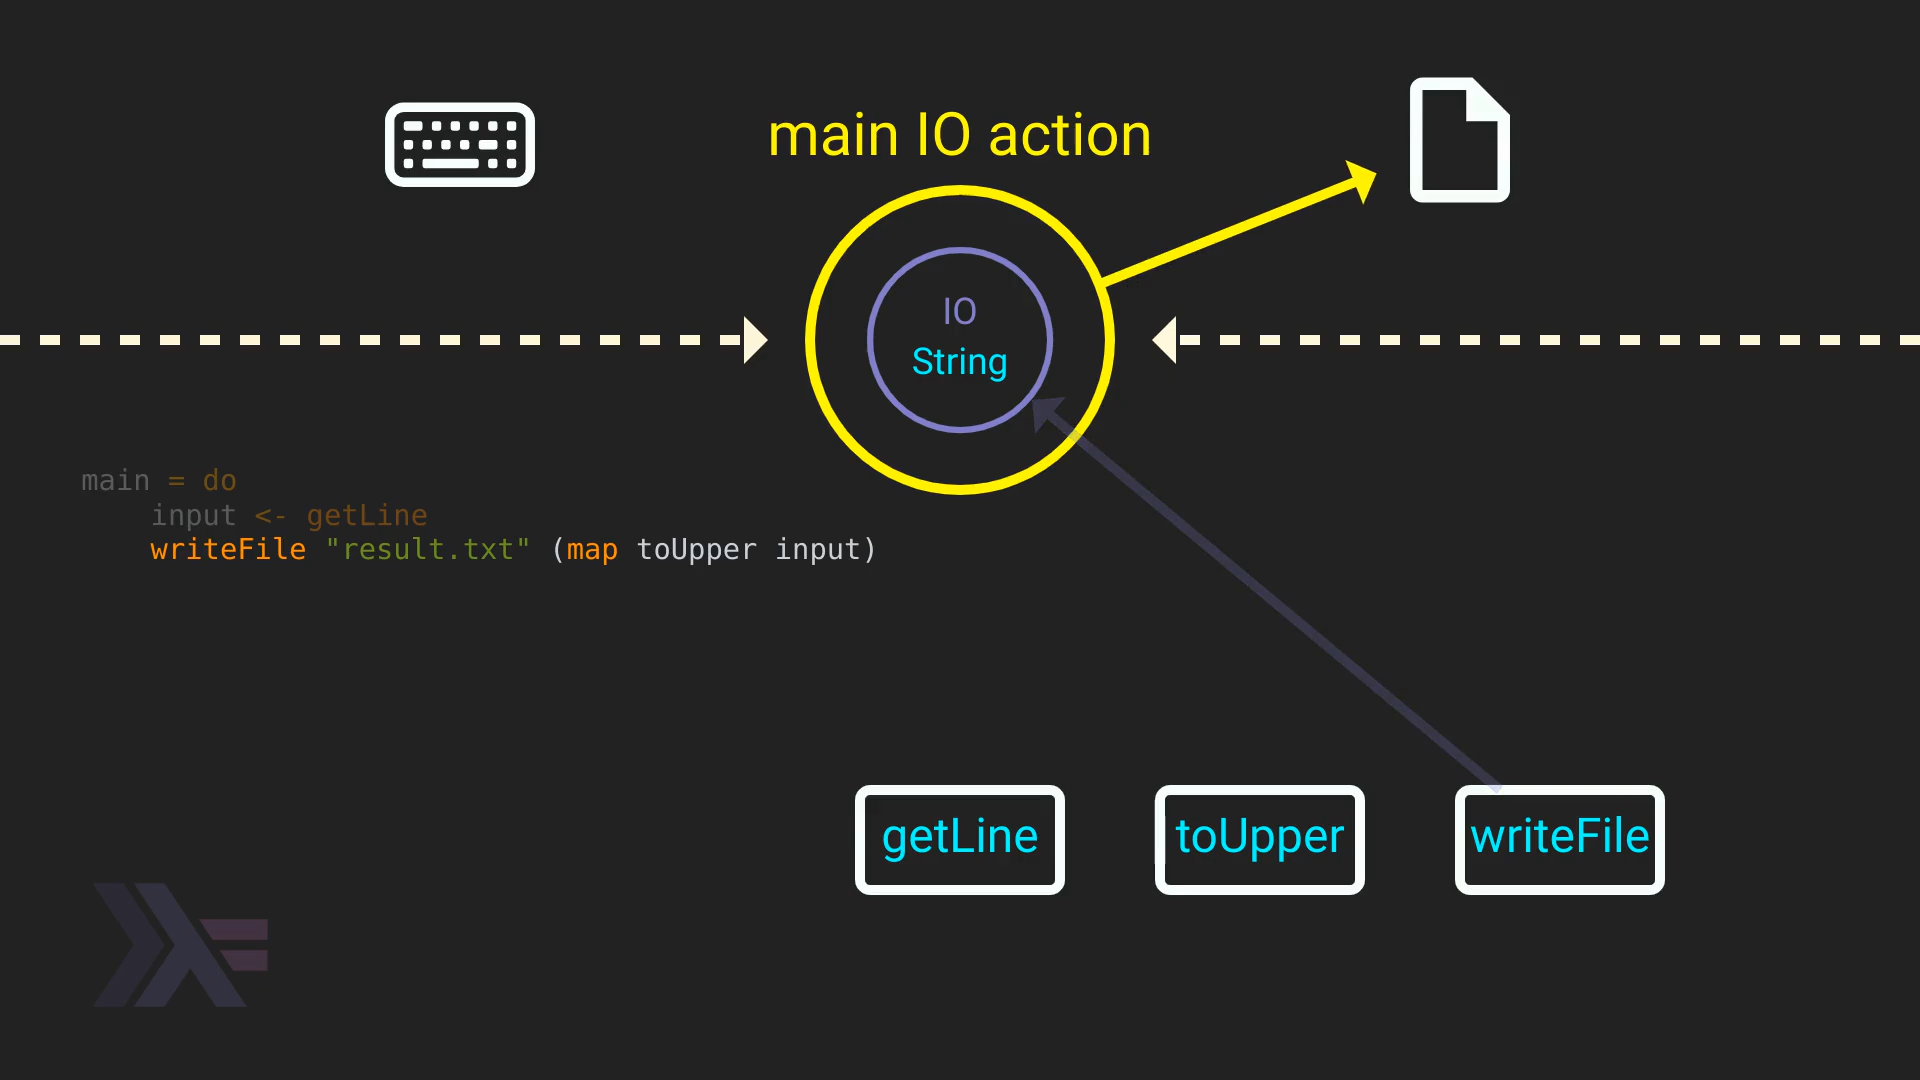 main IO action
IO
String
main = do
    input <- getLine
    writeFile "result.txt" (map toUpper input)
getLine
toUpper
writeFile